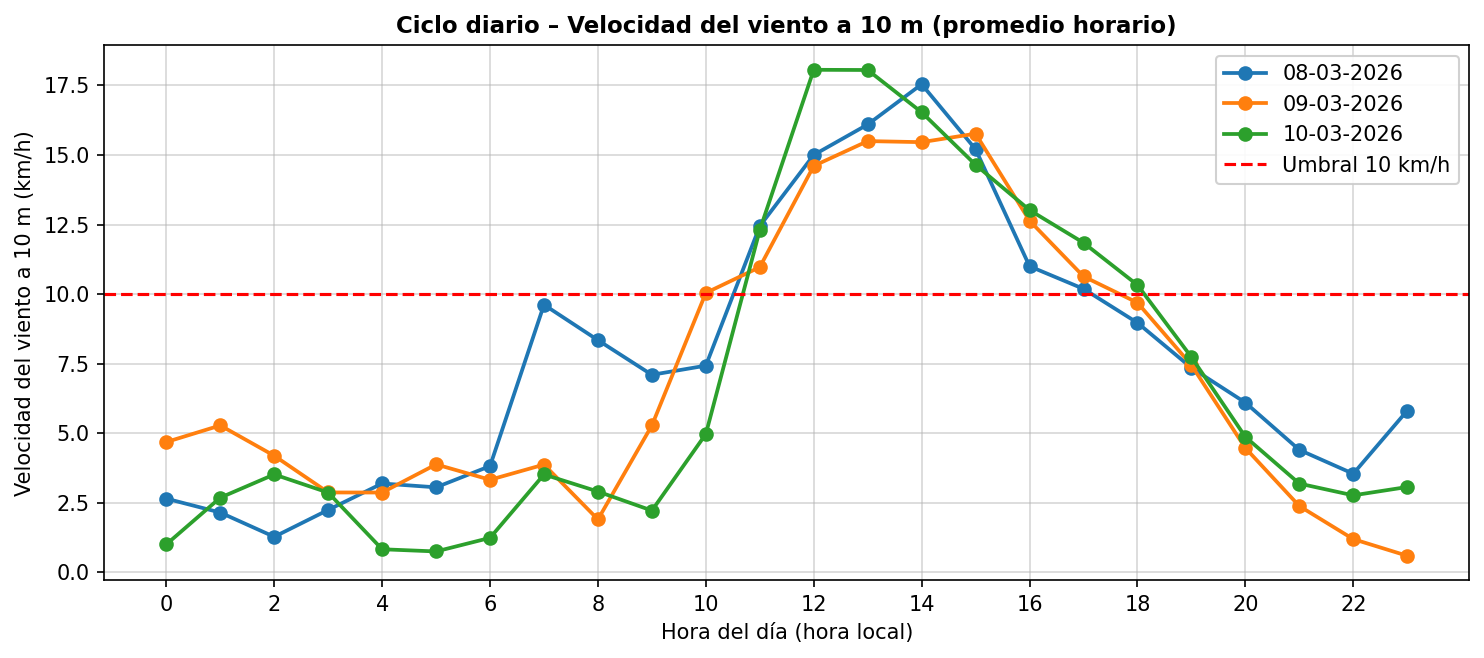 Ciclo diario – Velocidad del viento a 10 m (promedio horario)
Velocidad del viento a 10 m (km/h)
17.5
15.0
12.5
10.0
7.5
5.0
2.5
0.0
08-03-2026
09-03-2026
10-03-2026
Umbral 10 km/h
0 2 4 6 8 10 12 14 16 18 20 22
Hora del día (hora local)